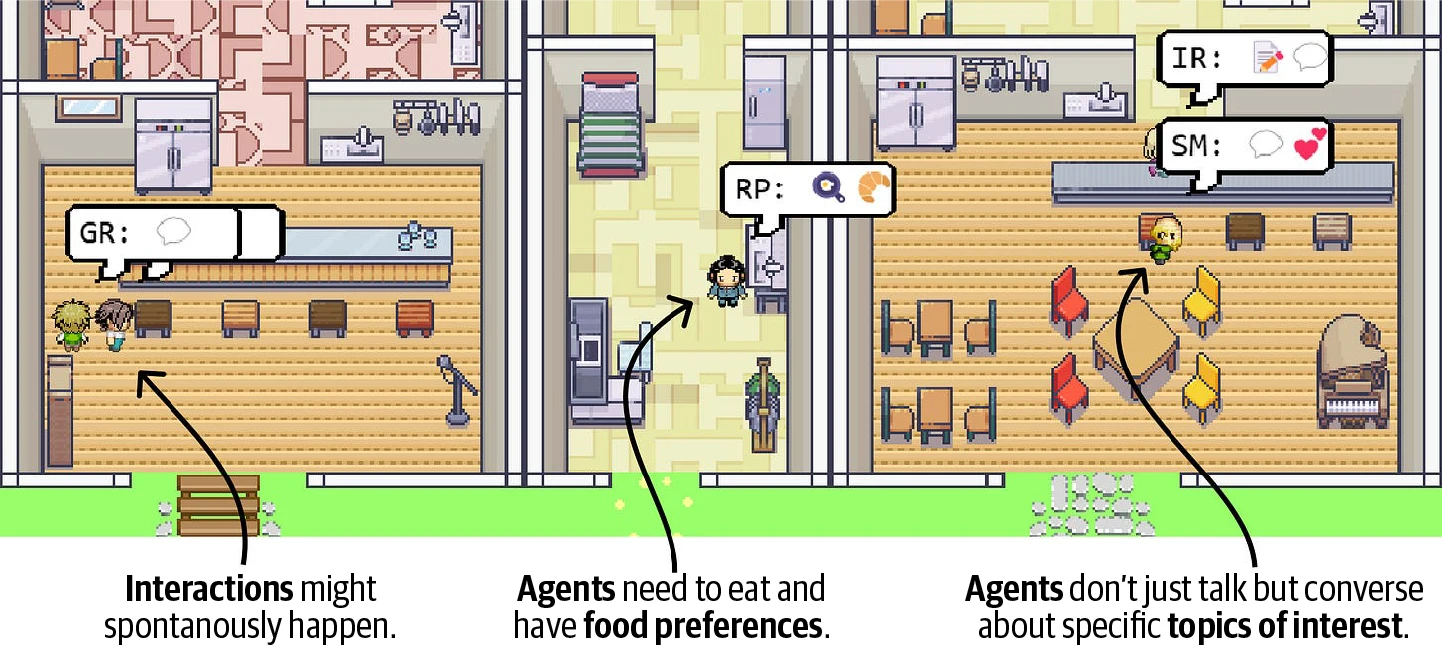 IR:
SM:
RP:
GR:
Interactions might
spontanously happen.
Agents need to eat and
have food preferences.
Agents don't just talk but converse
about specific topics of interest.